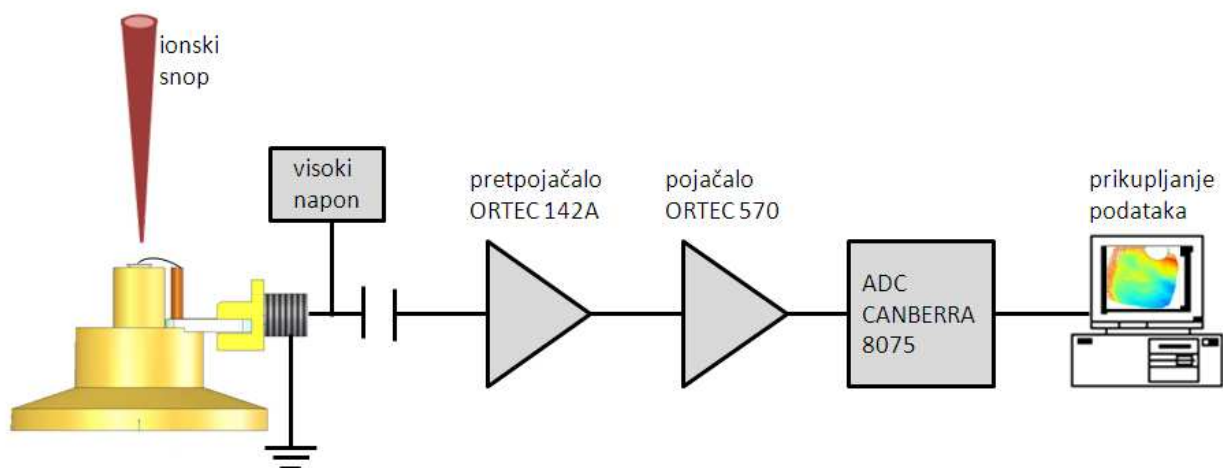 ionski
snop
visoki
napon
pretpojačalo
ORTEC 142A
pojačalo
ORTEC 570
ADC
CANBERRA
8075
prikupljanje
podataka